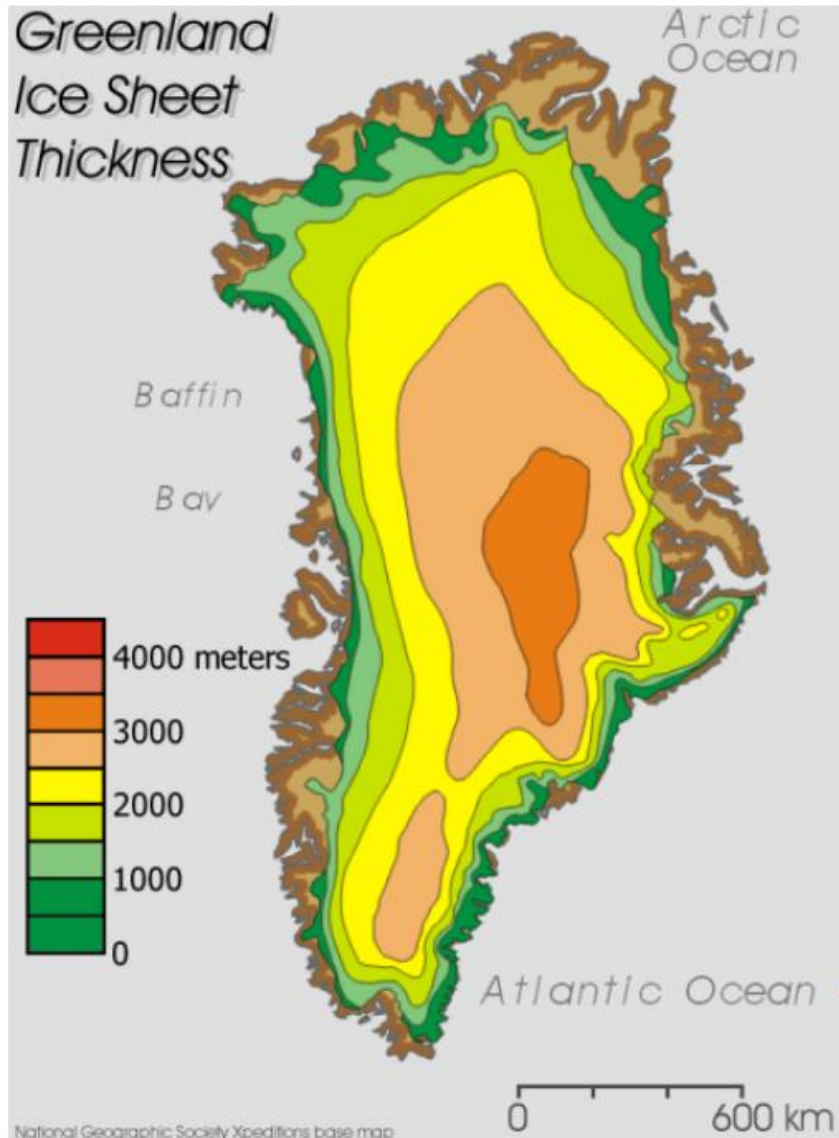 Greenland
Ice Sheet
Thickness
Arctic
Ocean
Baffin
Bay
4000 meters
3000
2000
1000
0
Atlantic Ocean
0 600 km
National Geographic Society Xpeditions base map